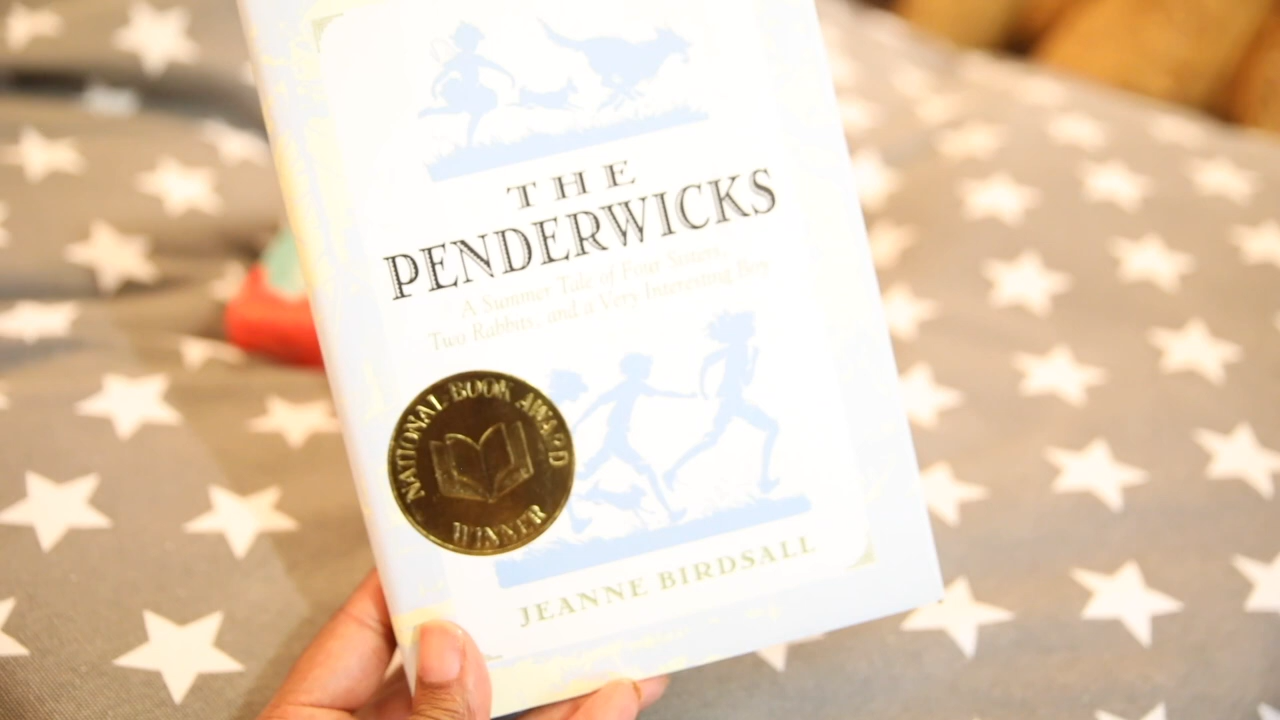 THE
PENDERWICKS
A Summer Tale of Four Sisters,
Two Rabbits, and a Very Interesting Boy
NATIONAL BOOK AWARD
WINNER
JEANNE BIRDSALL